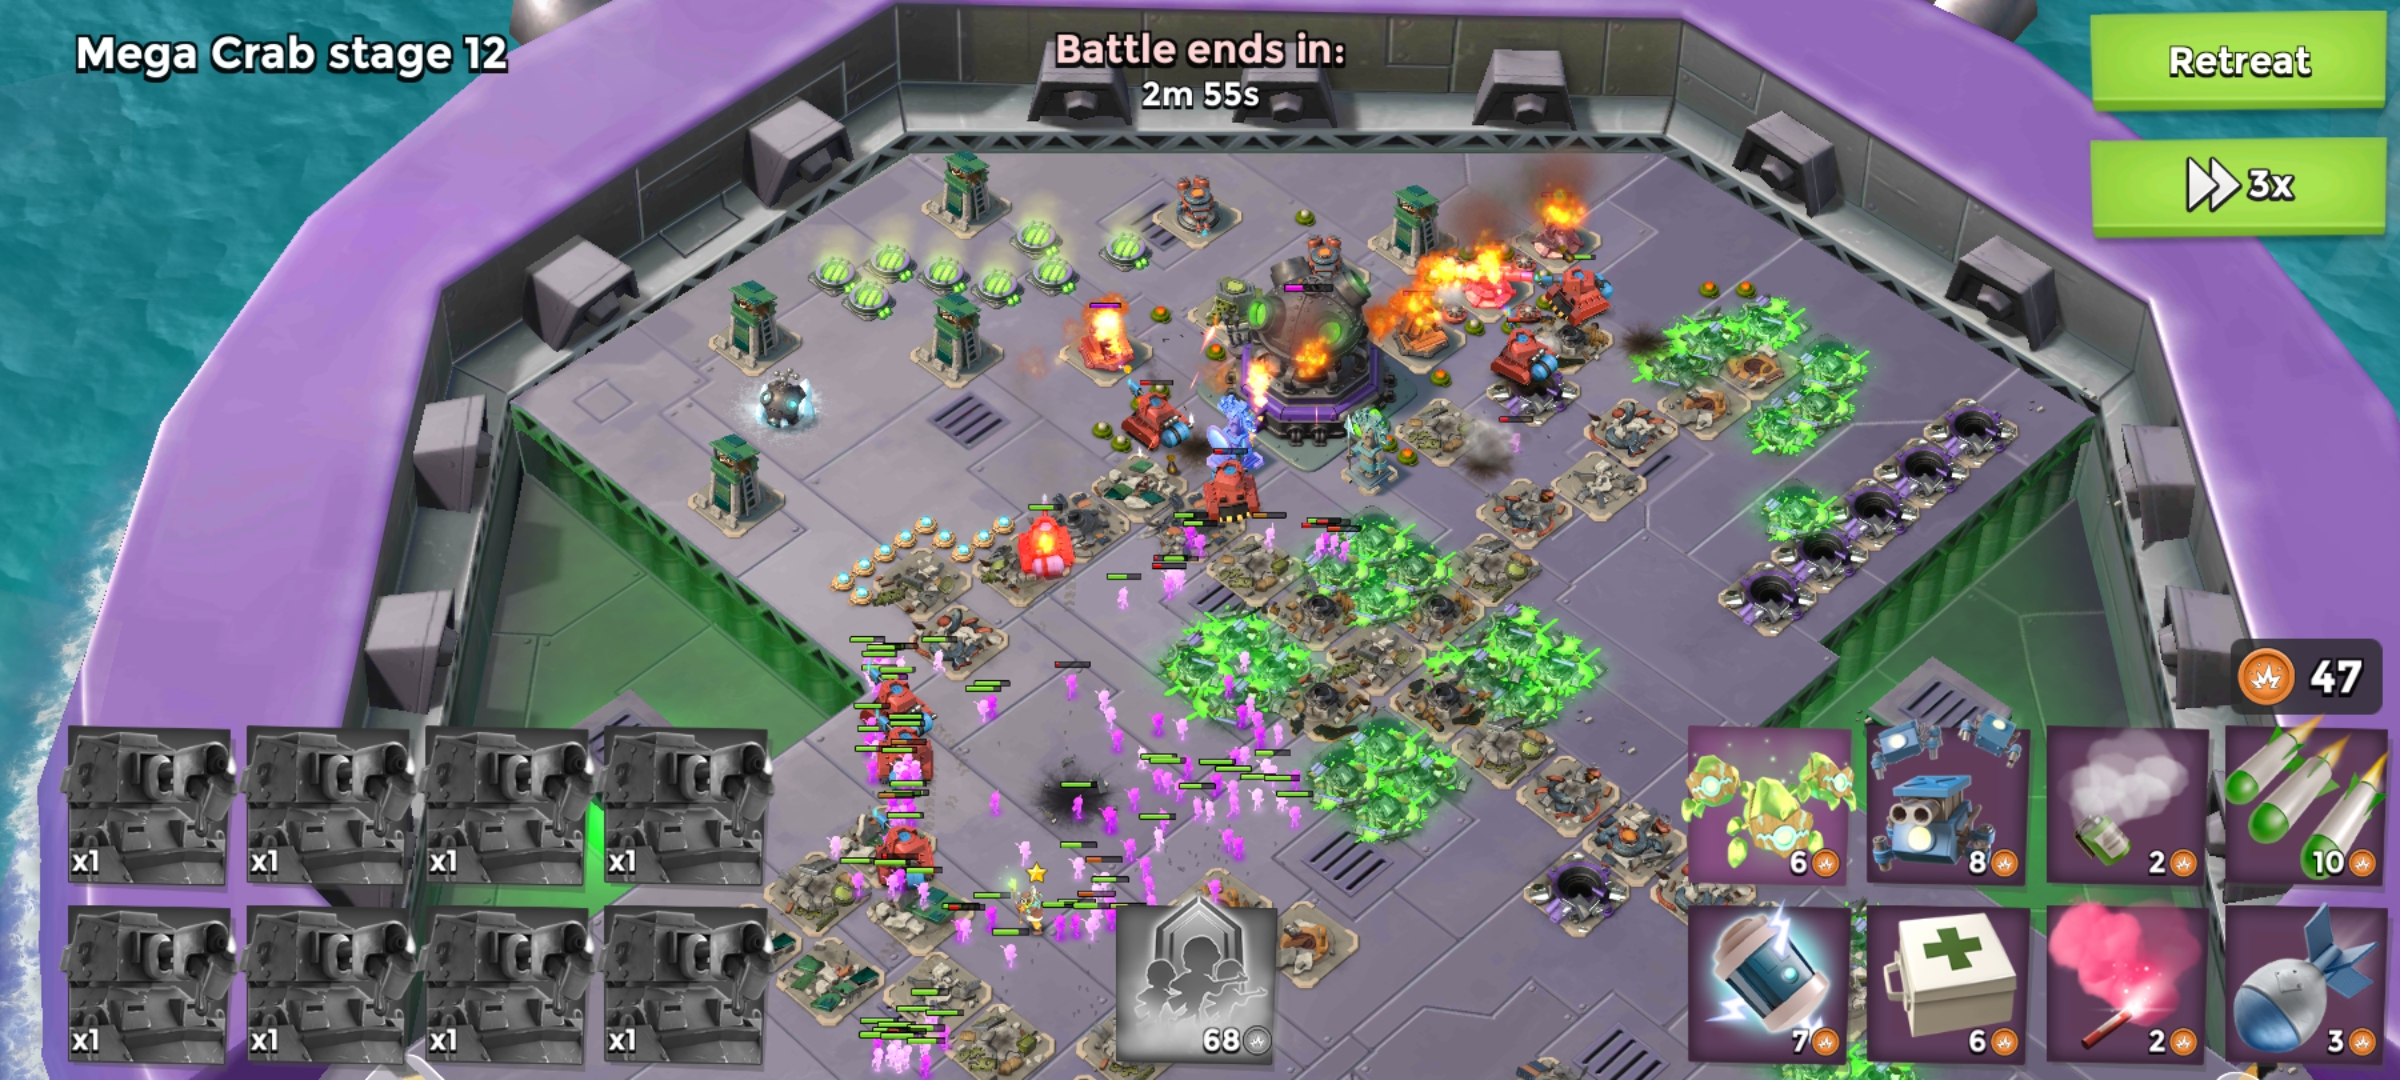 Mega Crab stage 12
Battle ends in:
2m 55s
Retreat
3x
47
x1
x1
x1
x1
6
8
2
10
x1
x1
x1
x1
68
7
6
2
3